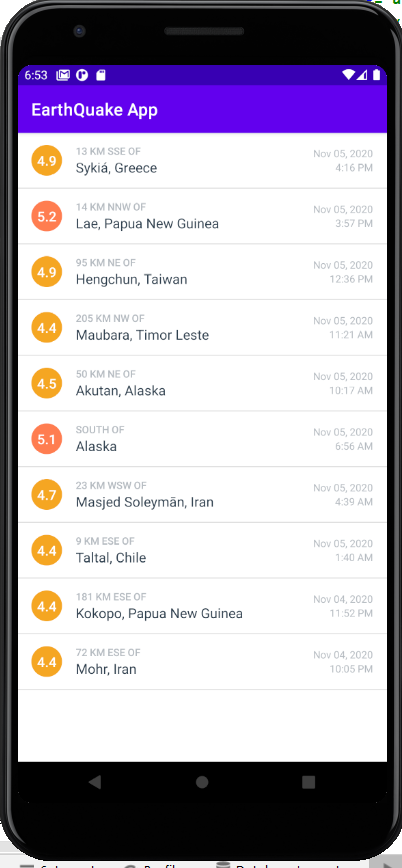 6:53
EarthQuake App
4.9
13 KM SSE OF
Sykiá, Greece
Nov 05, 2020
4:16 PM
5.2
14 KM NNW OF
Lae, Papua New Guinea
Nov 05, 2020
3:57 PM
4.9
95 KM NE OF
Hengchun, Taiwan
Nov 05, 2020
12:36 PM
4.4
205 KM NW OF
Maubara, Timor Leste
Nov 05, 2020
11:21 AM
4.5
50 KM NE OF
Akutan, Alaska
Nov 05, 2020
10:17 AM
5.1
SOUTH OF
Alaska
Nov 05, 2020
6:56 AM
4.7
23 KM WSW OF
Masjed Soleymān, Iran
Nov 05, 2020
4:39 AM
4.4
9 KM ESE OF
Taltal, Chile
Nov 05, 2020
1:40 AM
4.4
181 KM ESE OF
Kokopo, Papua New Guinea
Nov 04, 2020
11:52 PM
4.4
72 KM ESE OF
Mohr, Iran
Nov 04, 2020
10:05 PM